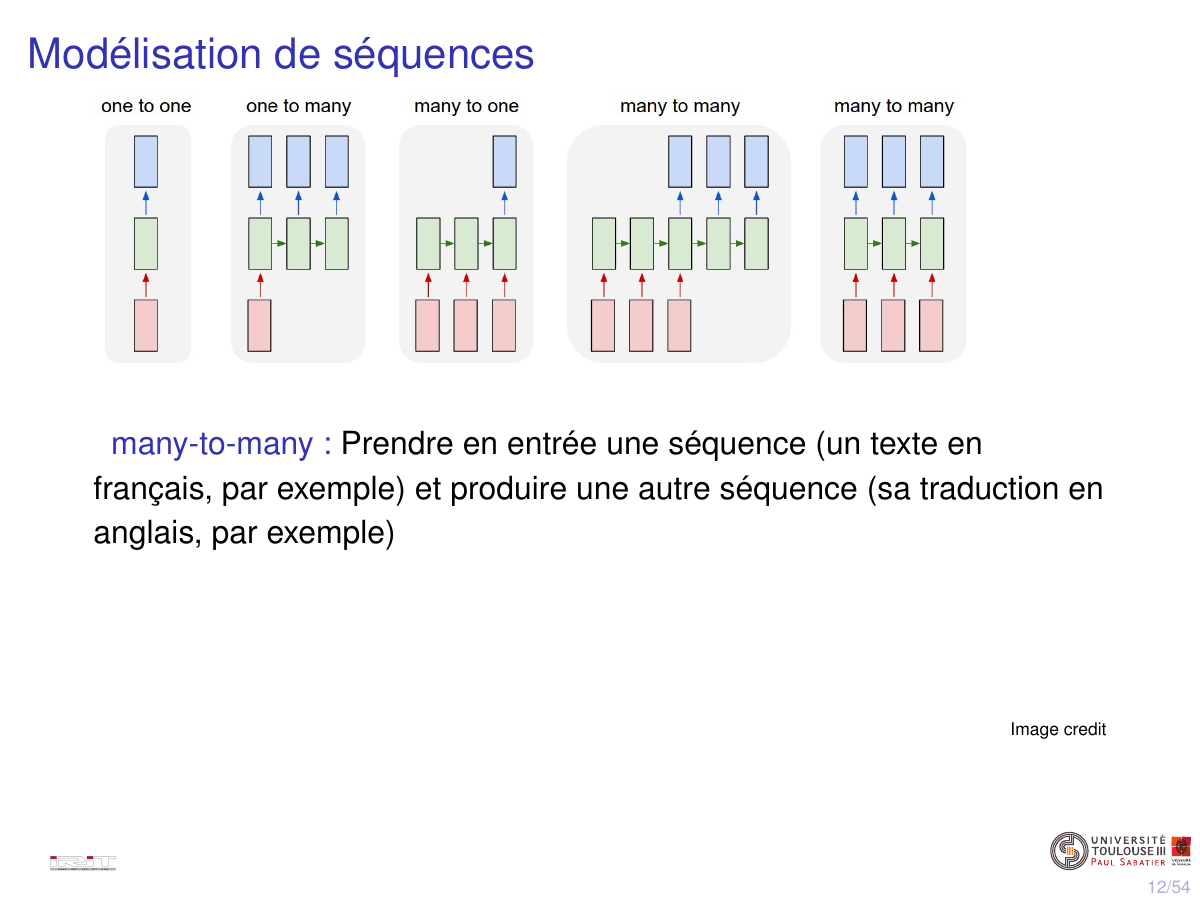 Modélisation de séquences
one to one one to many many to one many to many many to many
many-to-many : Prendre en entrée une séquence (un texte en
français, par exemple) et produire une autre séquence (sa traduction en
anglais, par exemple)
Image credit
IRIT
UNIVERSITÉ
TOULOUSE III
PAUL SABATIER
12/54